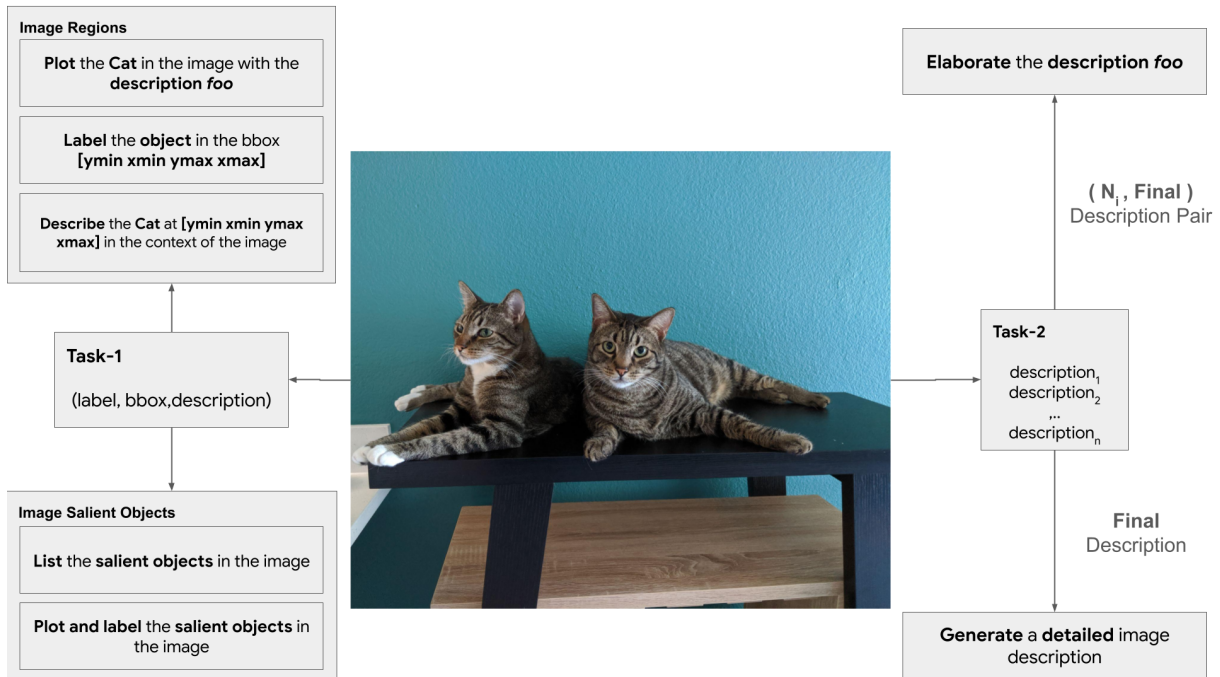 Image Regions
Plot the Cat in the image with the
description foo
Label the object in the bbox
[ymin xmin ymax xmax]
Describe the Cat at [ymin xmin ymax
xmax] in the context of the image
Task-1
(label, bbox,description)
Image Salient Objects
List the salient objects in the image
Plot and label the salient objects in
the image
Elaborate the description foo
( Ni , Final )
Description Pair
Task-2
description1
description2
,..
descriptionn
Final
Description
Generate a detailed image
description